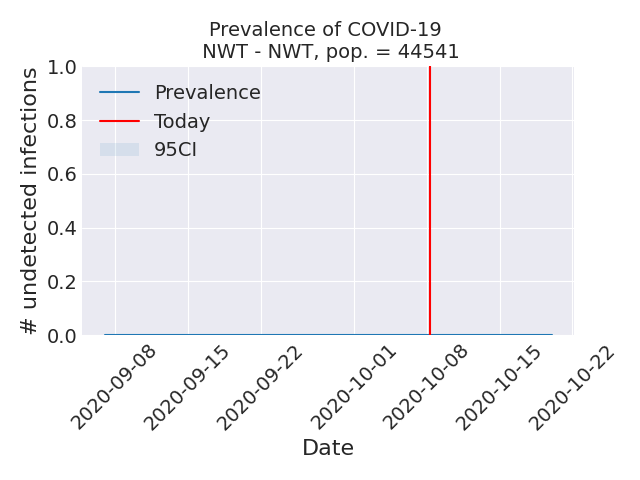 Prevalence of COVID-19
NWT - NWT, pop. = 44541
1.0
0.8
0.6
0.4
0.2
0.0
# undetected infections
Prevalence
Today
95CI
2020-09-08
2020-09-15
2020-09-22
2020-10-01
2020-10-08
2020-10-15
2020-10-22
Date